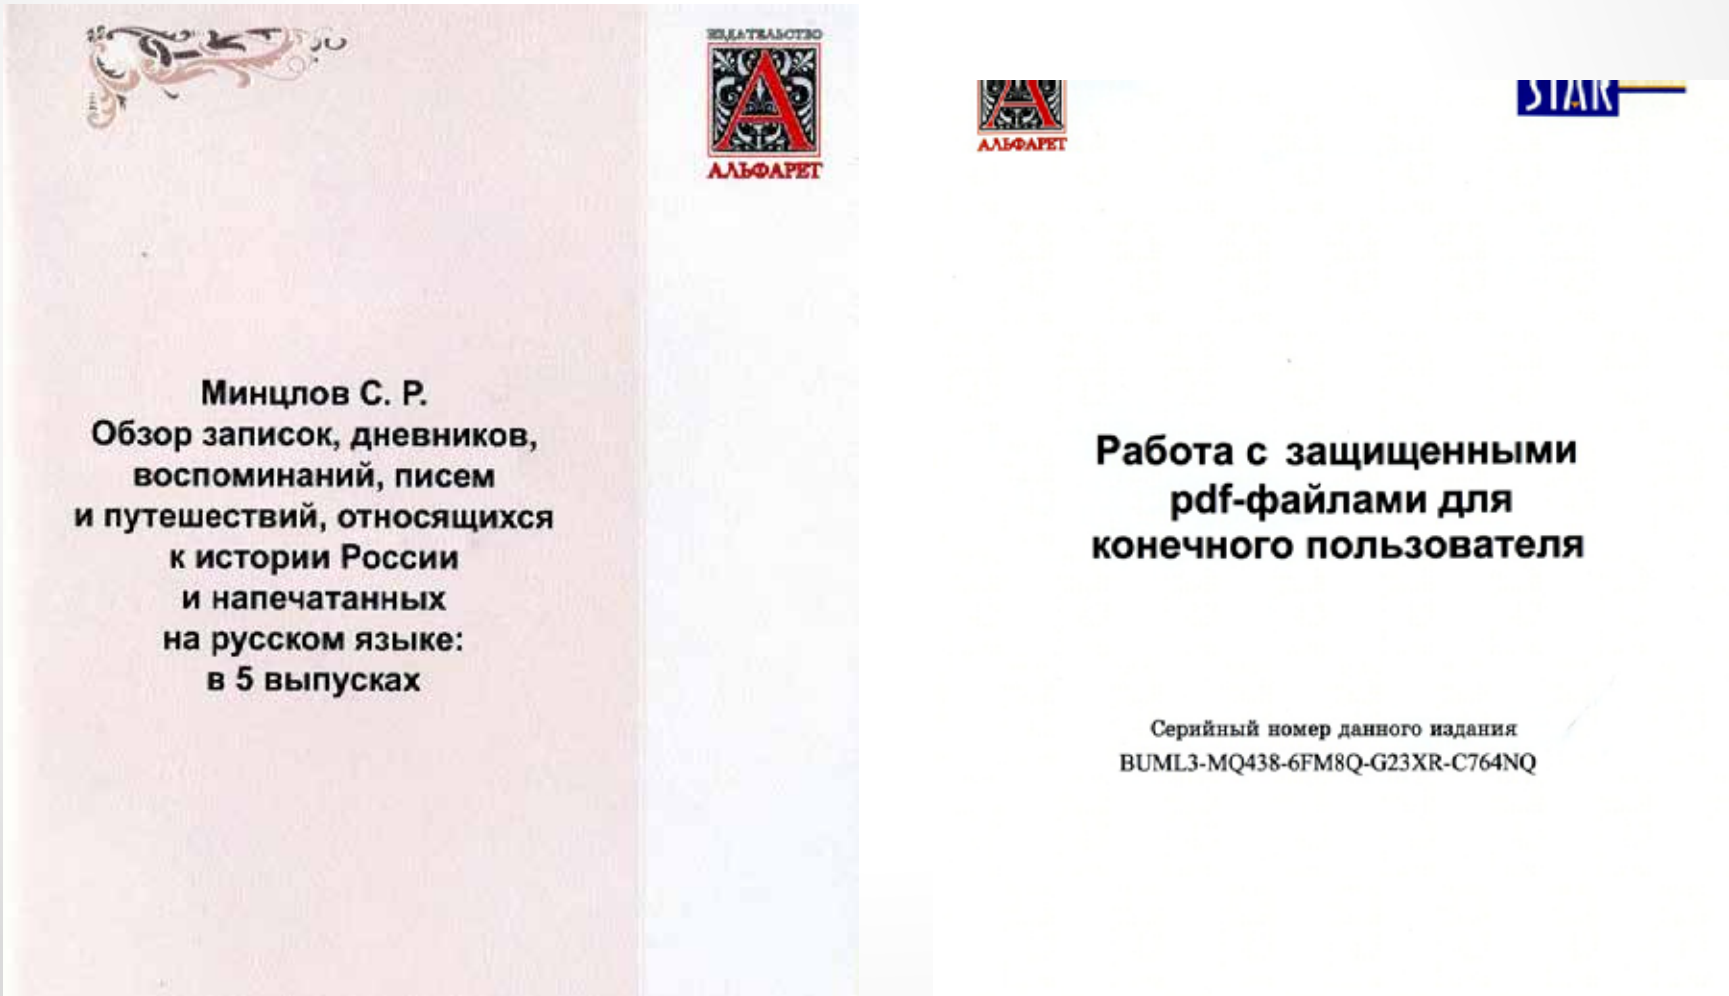 ИЗДАТЕЛЬСТВО
А
АЛЬФАРЕТ
Минцлов С. Р.
Обзор записок, дневников,
воспоминаний, писем
и путешествий, относящихся
к истории России
и напечатанных
на русском языке:
в 5 выпусках
А
АЛЬФАРЕТ
STAR
Работа с защищенными
pdf-файлами для
конечного пользователя
Серийный номер данного издания
BUML3-MQ438-6FM8Q-G23XR-C764NQ